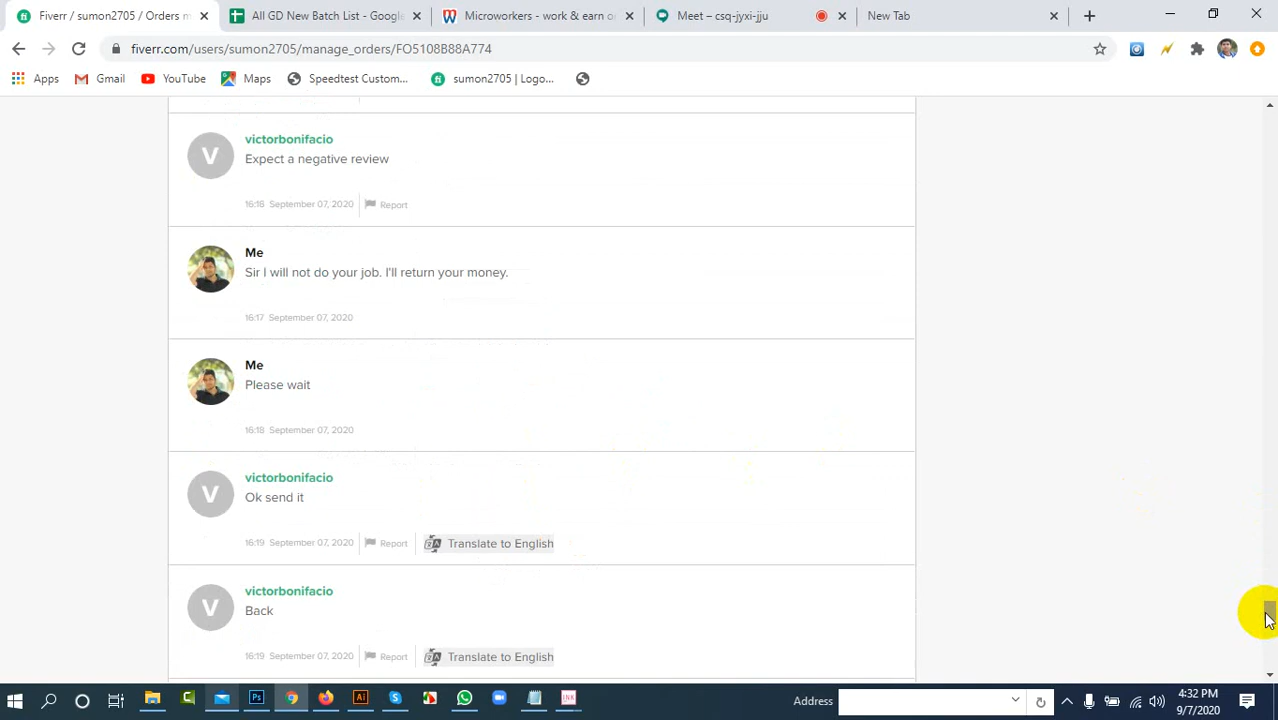 Fiverr / sumon2705 / Orders m
All GD New Batch List - Google
Microworkers - work & earn o
Meet – csq-jyxi-jju
New Tab
fiverr.com/users/sumon2705/manage_orders/FO5108B88A774
Apps
Gmail
YouTube
Maps
Speedtest Custom...
sumon2705 | Logo...
victorbonifacio
Expect a negative review
16:18 September 07, 2020
Report
Me
Sir I will not do your job. I'll return your money.
16:17 September 07, 2020
Me
Please wait
16:18 September 07, 2020
victorbonifacio
Ok send it
16:19 September 07, 2020
Report
Translate to English
victorbonifacio
Back
16:19 September 07, 2020
Report
Translate to English
Address
4:32 PM
9/7/2020